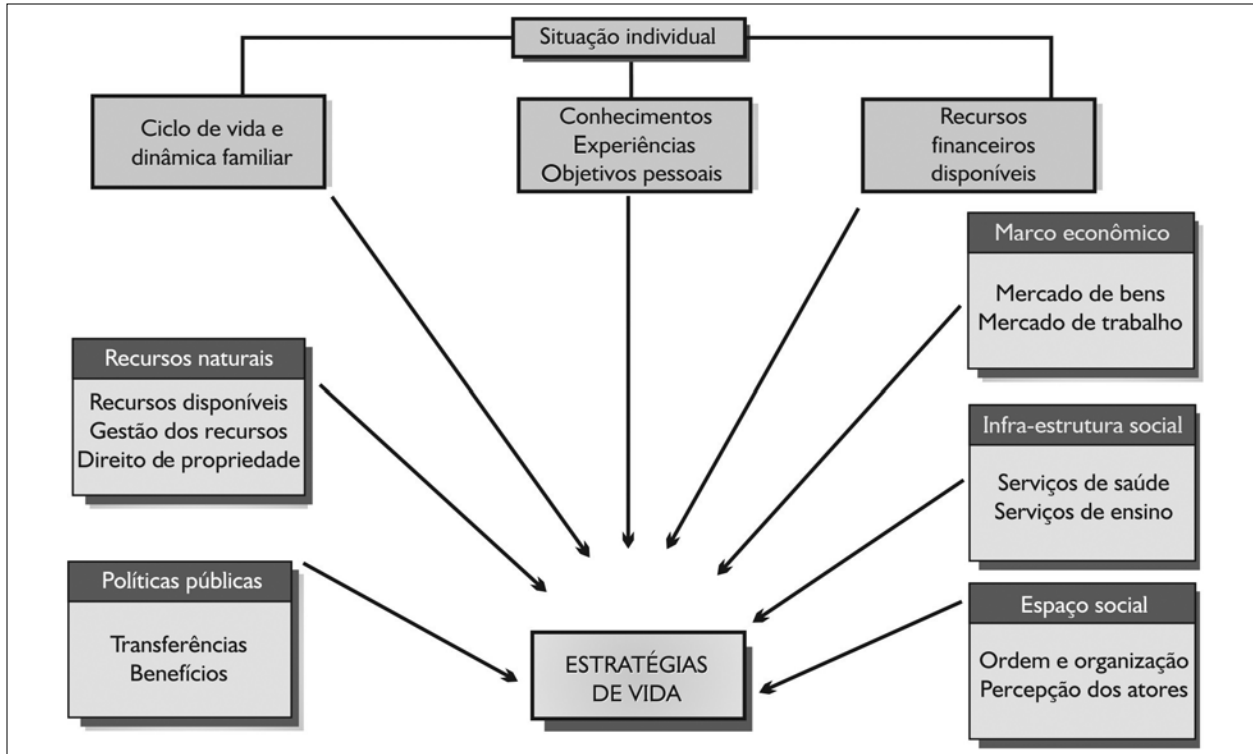 Situação individual
Ciclo de vida e
dinâmica familiar
Conhecimentos
Experiências
Objetivos pessoais
Recursos
financeiros
disponíveis
Marco econômico
Mercado de bens
Mercado de trabalho
Recursos naturais
Recursos disponíveis
Gestão dos recursos
Direito de propriedade
Infra-estrutura social
Serviços de saúde
Serviços de ensino
Políticas públicas
Transferências
Benefícios
ESTRATÉGIAS
DE VIDA
Espaço social
Ordem e organização
Percepção dos atores